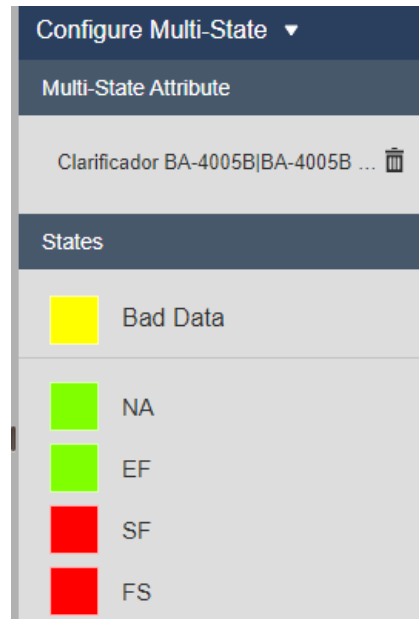 Configure Multi-State ▼
Multi-State Attribute
Clarificador BA-4005B|BA-4005B ...
States
Bad Data
NA
EF
SF
FS